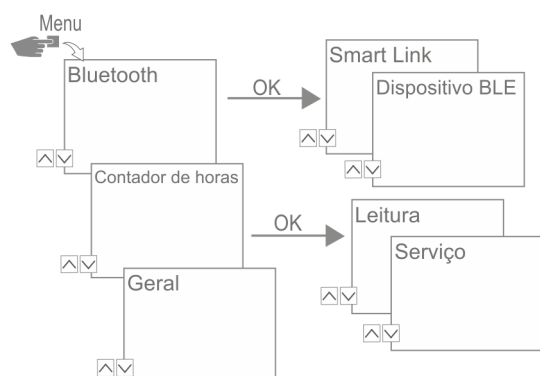 Menu
Bluetooth
OK
Smart Link
Dispositivo BLE
Contador de horas
OK
Leitura
Serviço
Geral